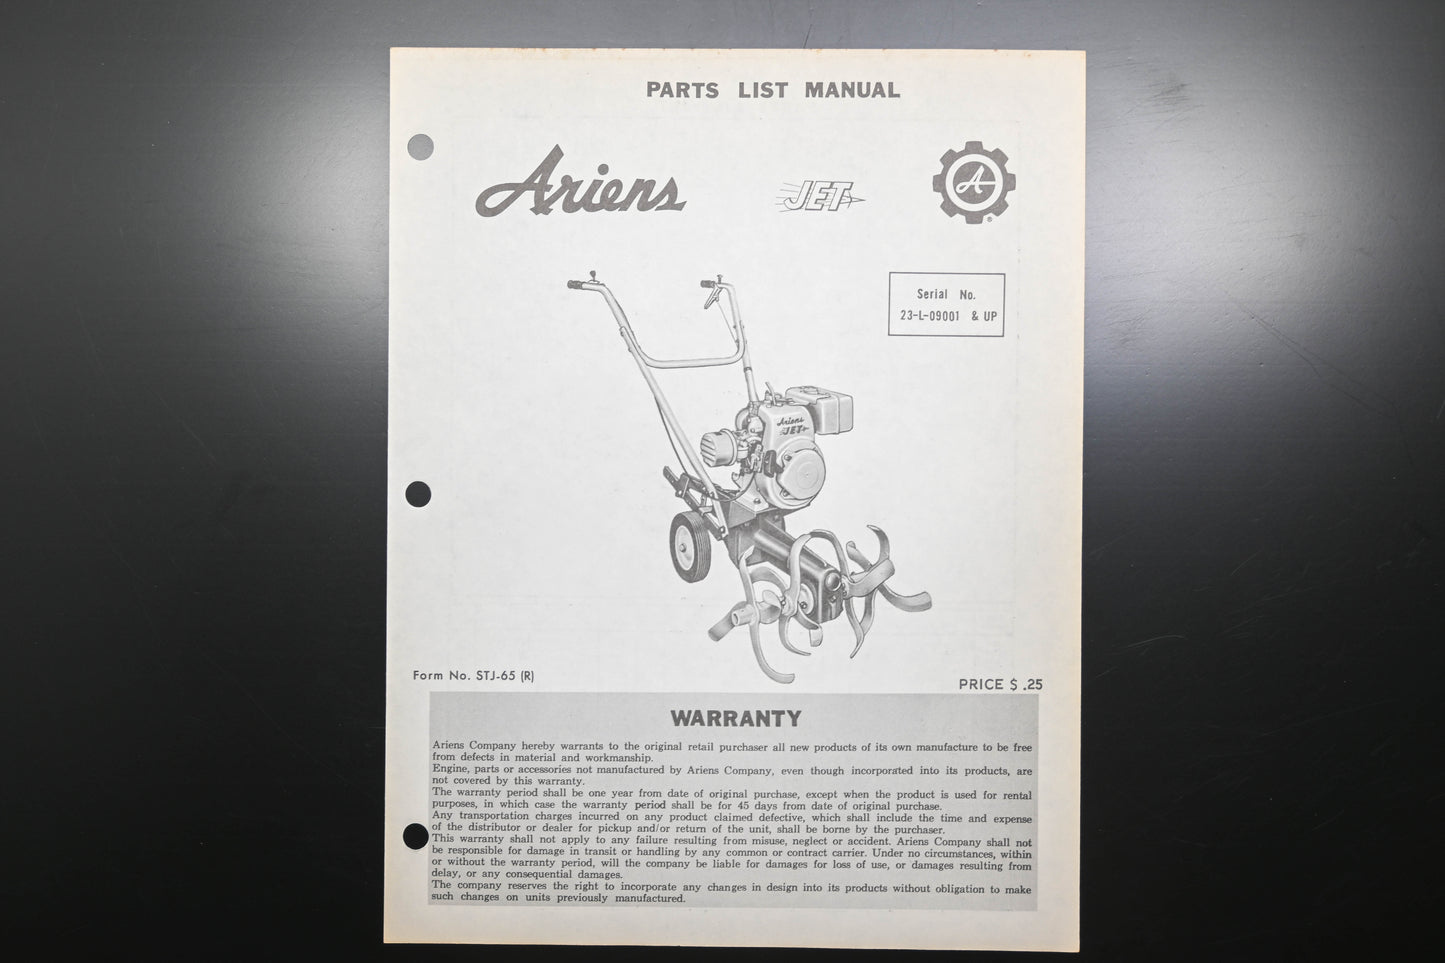 PARTS LIST MANUAL
Ariens
JET
A
®
Serial No.
23-L-09001 & UP
Ariens
JET
Form No. STJ-65 (R)
PRICE $ .25
WARRANTY
Ariens Company hereby warrants to the original retail purchaser all new products of its own manufacture to be free
from defects in material and workmanship.
Engine, parts or accessories not manufactured by Ariens Company, even though incorporated into its products, are
not covered by this warranty.
The warranty period shall be one year from date of original purchase, except when the product is used for rental
purposes, in which case the warranty period shall be for 45 days from date of original purchase.
Any transportation charges incurred on any product claimed defective, which shall include the time and expense
of the distributor or dealer for pickup and/or return of the unit, shall be borne by the purchaser.
This warranty shall not apply to any failure resulting from misuse, neglect or accident. Ariens Company shall not
be responsible for damage in transit or handling by any common or contract carrier. Under no circumstances, within
or without the warranty period, will the company be liable for damages for loss of use, or damages resulting from
delay, or any consequential damages.
The company reserves the right to incorporate any changes in design into its products without obligation to make
such changes on units previously manufactured.